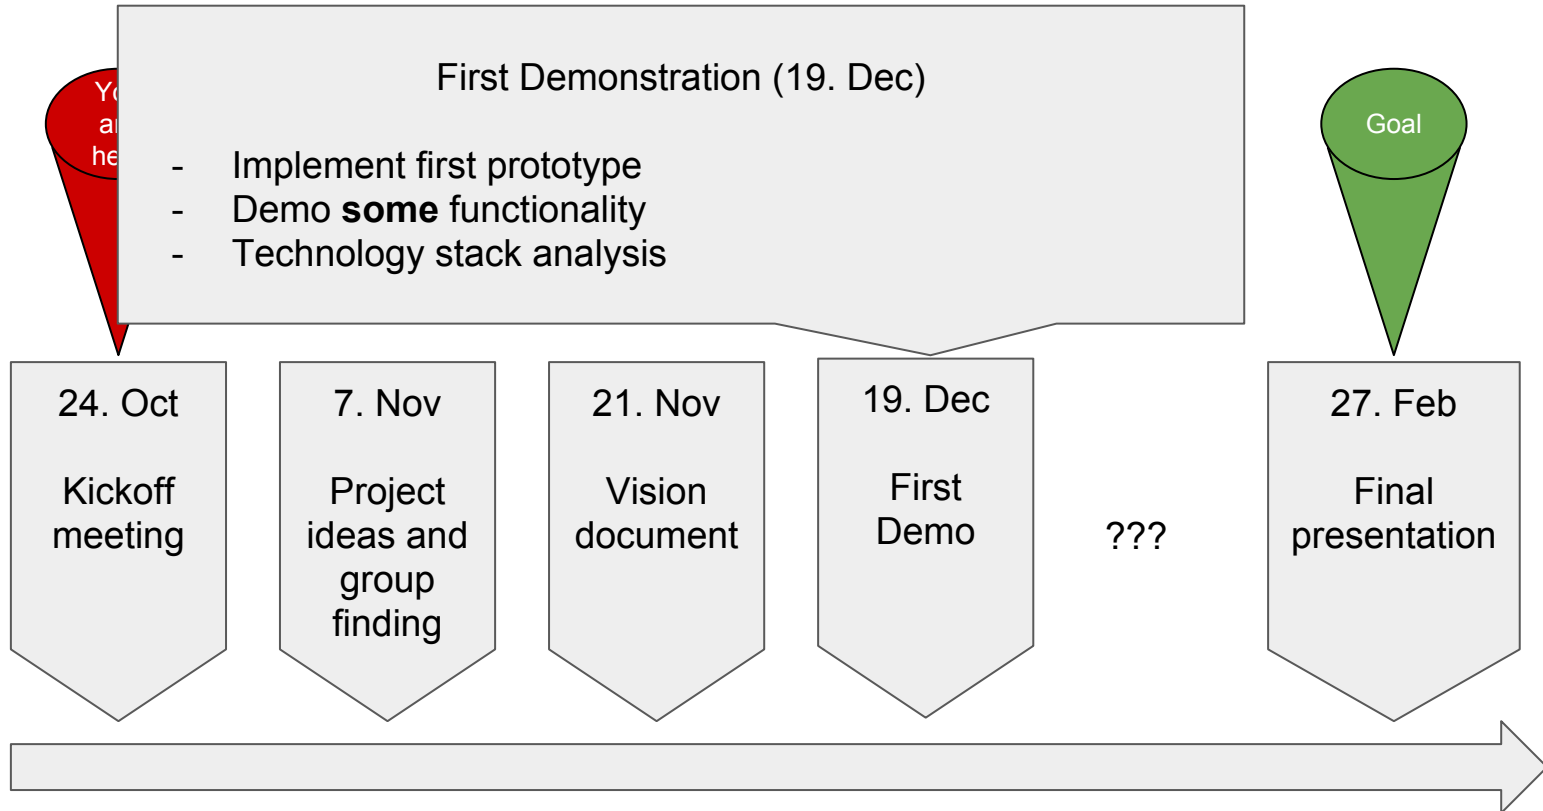 First Demonstration (19. Dec)
- Implement first prototype
- Demo some functionality
- Technology stack analysis
Goal
24. Oct
Kickoff
meeting
7. Nov
Project
ideas and
group
finding
21. Nov
Vision
document
19. Dec
First
Demo
???
27. Feb
Final
presentation